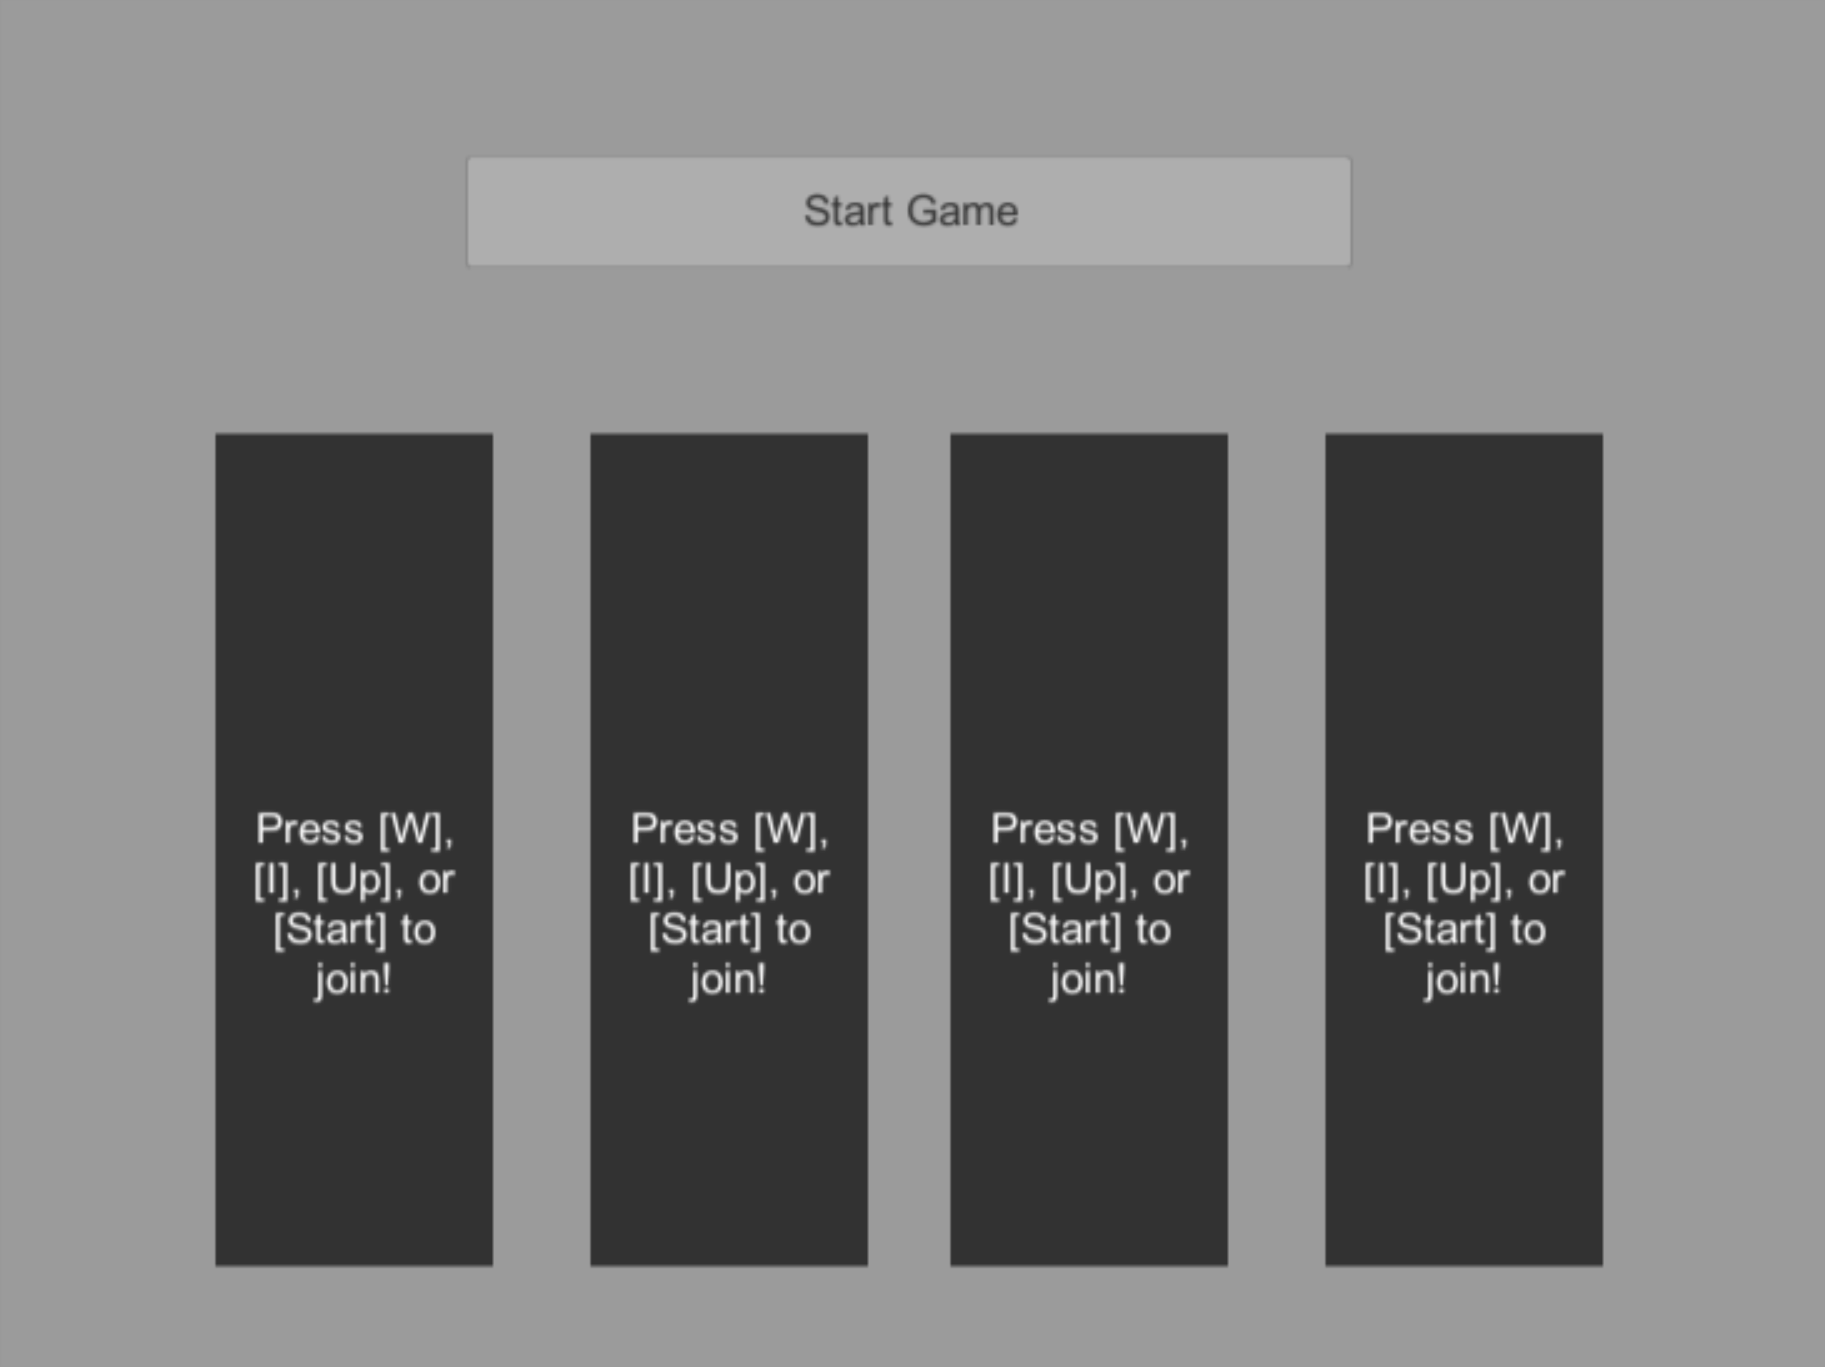 Start Game
Press [W],
[I], [Up], or
[Start] to
join!
Press [W],
[I], [Up], or
[Start] to
join!
Press [W],
[I], [Up], or
[Start] to
join!
Press [W],
[I], [Up], or
[Start] to
join!